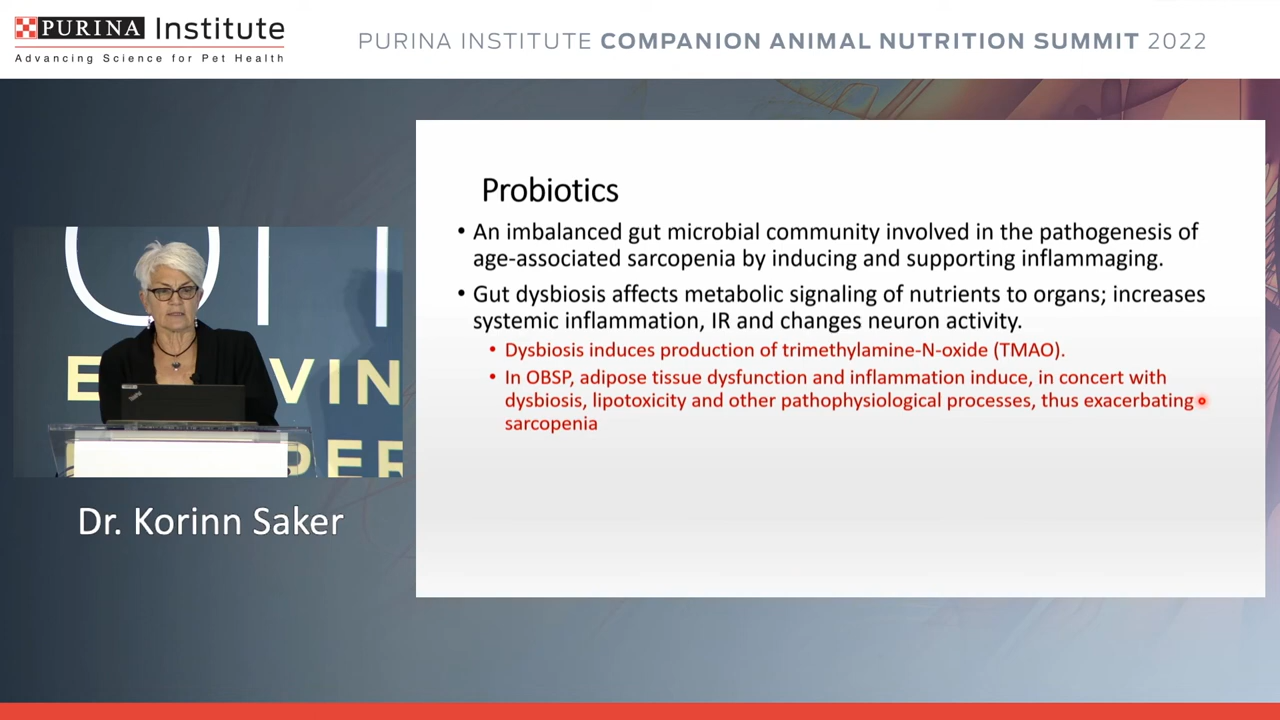 PURINA Institute
Advancing Science for Pet Health
PURINA INSTITUTE COMPANION ANIMAL NUTRITION SUMMIT 2022
Probiotics
• An imbalanced gut microbial community involved in the pathogenesis of
age-associated sarcopenia by inducing and supporting inflammaging.
• Gut dysbiosis affects metabolic signaling of nutrients to organs; increases
systemic inflammation, IR and changes neuron activity.
• Dysbiosis induces production of trimethylamine-N-oxide (TMAO).
• In OBSP, adipose tissue dysfunction and inflammation induce, in concert with
dysbiosis, lipotoxicity and other pathophysiological processes, thus exacerbating
sarcopenia
Dr. Korinn Saker